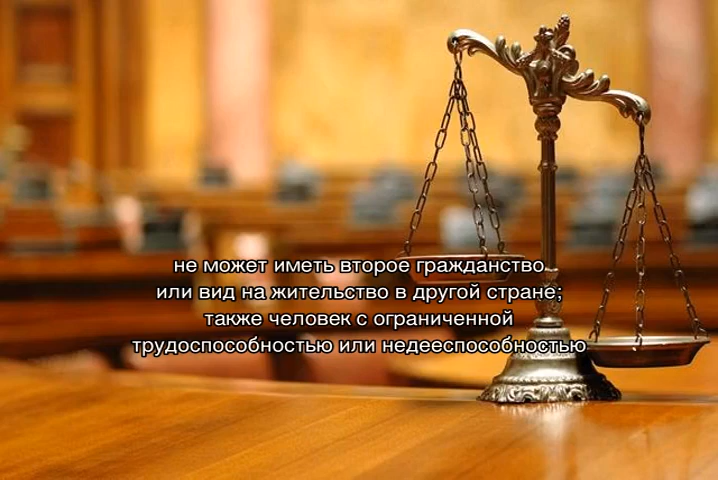 не может иметь второе гражданство
или вид на жительство в другой стране;
также человек с ограниченной
трудоспособностью или недееспособностью